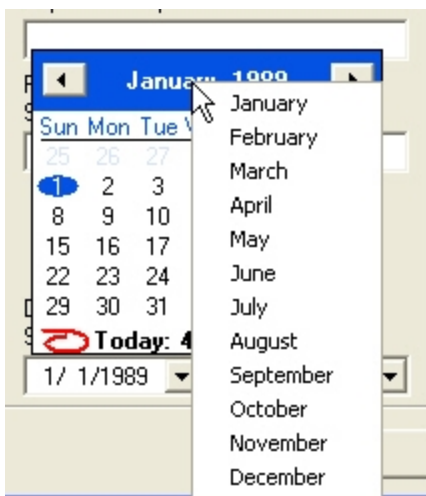 January, 1989
Sun Mon Tue
25 26 27
1 2 3
8 9 10
15 16 17
22 23 24
29 30 31
Today: 4
1/ 1/1989
January
February
March
April
May
June
July
August
September
October
November
December